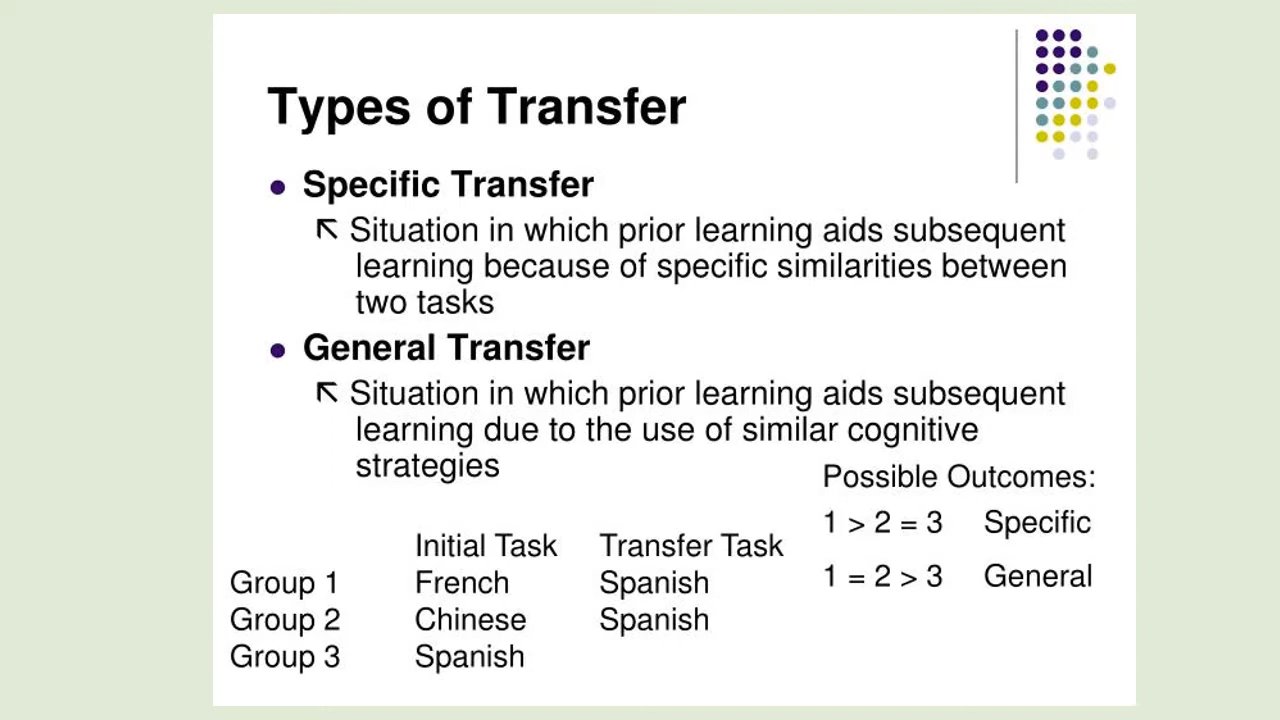 Types of Transfer
Specific Transfer
Situation in which prior learning aids subsequent
learning because of specific similarities between
two tasks
General Transfer
Situation in which prior learning aids subsequent
learning due to the use of similar cognitive
strategies
Possible Outcomes:
1 > 2 = 3 Specific
1 = 2 > 3 General
Initial Task Transfer Task
Group 1 French Spanish
Group 2 Chinese Spanish
Group 3 Spanish